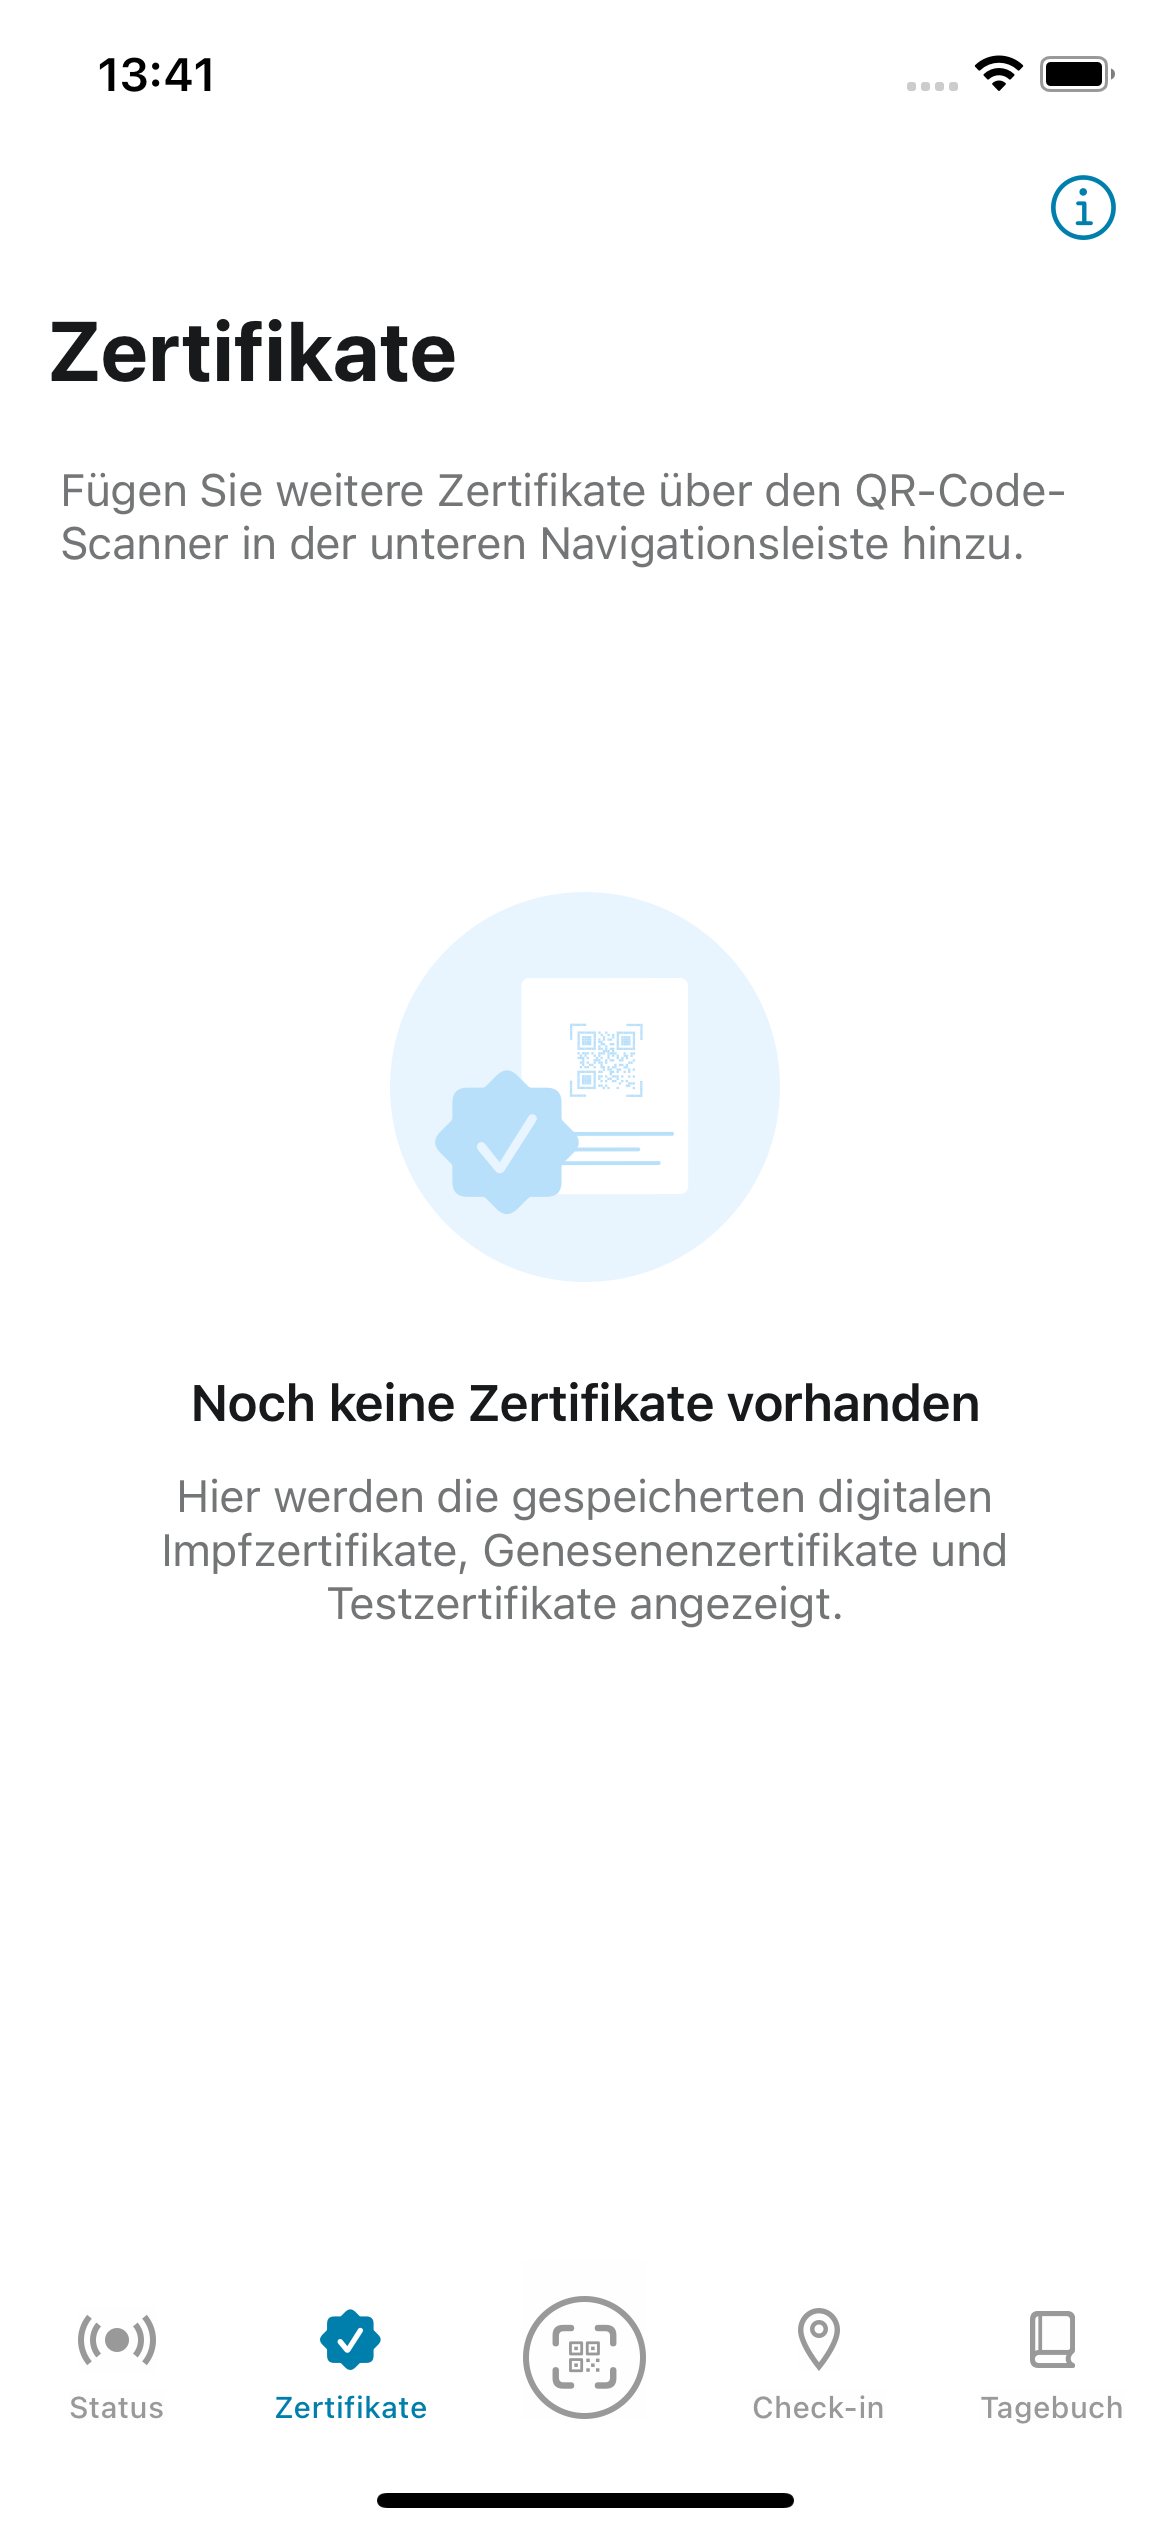 13:41
Zertifikate
Fügen Sie weitere Zertifikate über den QR-Code-
Scanner in der unteren Navigationsleiste hinzu.
Noch keine Zertifikate vorhanden
Hier werden die gespeicherten digitalen
Impfzertifikate, Genesenenzertifikate und
Testzertifikate angezeigt.
Status
Zertifikate
Check-in
Tagebuch